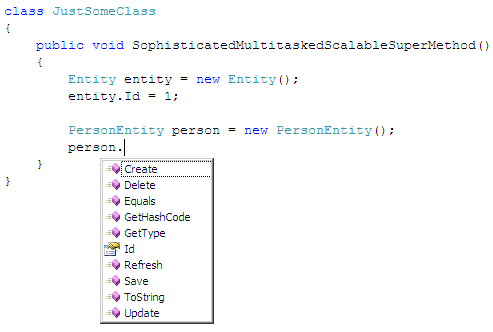 class JustSomeClass
{
public void SophisticatedMultitaskedScalableSuperMethod()
{
Entity entity = new Entity();
entity.Id = 1;
PersonEntity person = new PersonEntity();
person.
Create
Delete
Equals
GetHashCode
GetType
Id
Refresh
Save
ToString
Update
}
}